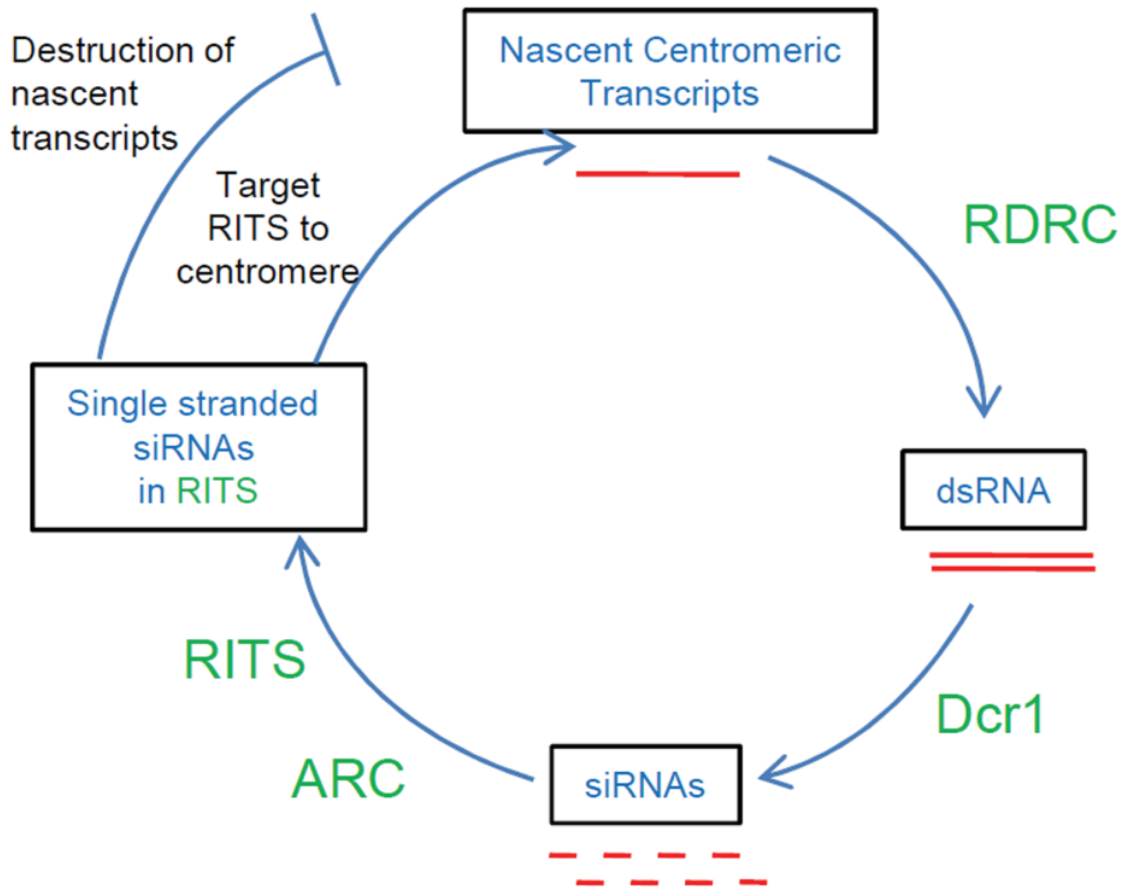 Destruction of
nascent
transcripts
Nascent Centromeric
Transcripts
Target
RITS to
centromere
RDRC
Single stranded
siRNAs
in RITS
dsRNA
RITS
Dcr1
ARC
siRNAs